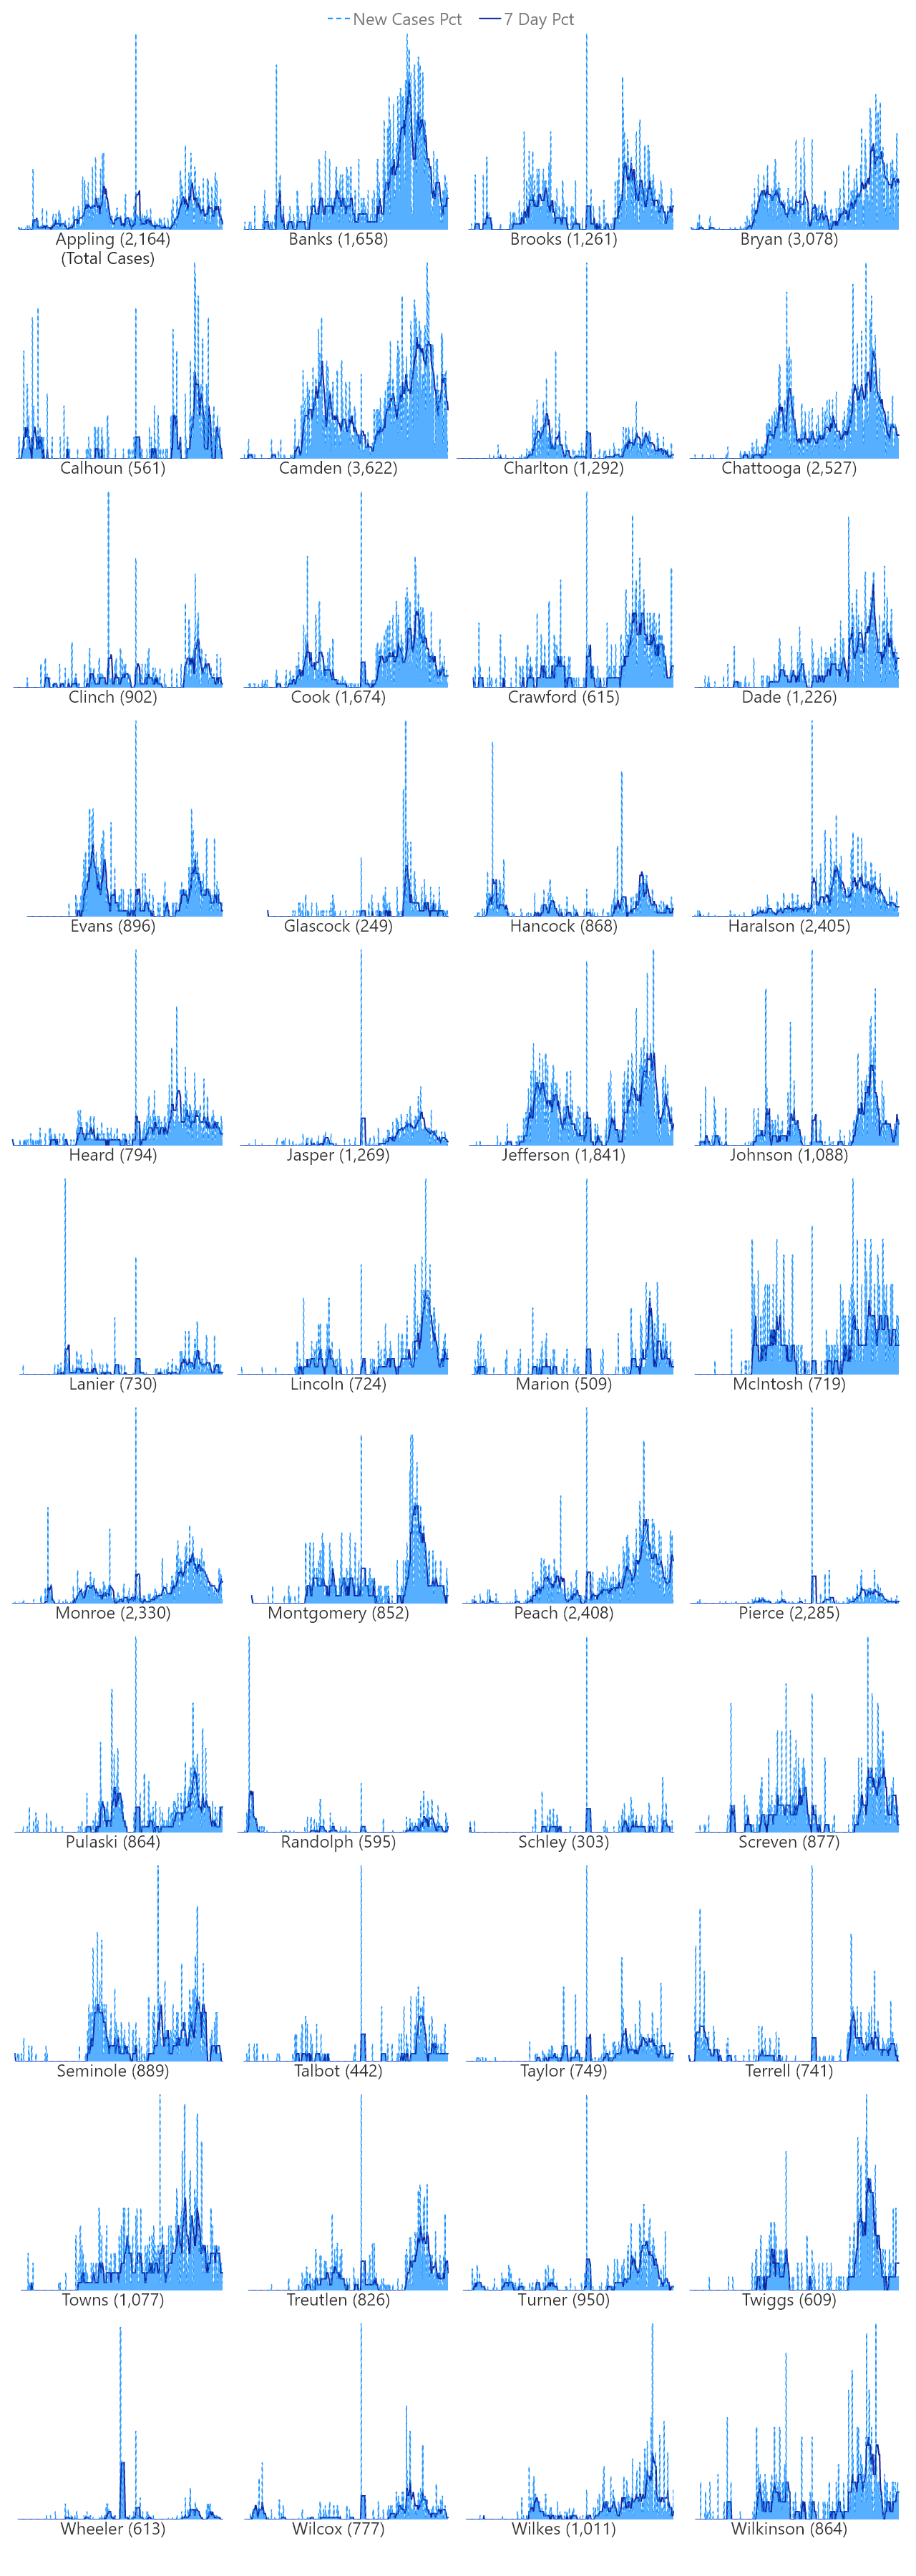 New Cases Pct 7 Day Pct
Appling (2,164) Banks (1,658) Brooks (1,261) Bryan (3,078)
(Total Cases)
Calhoun (561) Camden (3,622) Charlton (1,292) Chattooga (2,527)
Clinch (902) Cook (1,674) Crawford (615) Dade (1,226)
Evans (896) Glascock (249) Hancock (868) Haralson (2,405)
Heard (794) Jasper (1,269) Jefferson (1,841) Johnson (1,088)
Lanier (730) Lincoln (724) Marion (509) McIntosh (719)
Monroe (2,330) Montgomery (852) Peach (2,408) Pierce (2,285)
Pulaski (864) Randolph (595) Schley (303) Screven (877)
Seminole (889) Talbot (442) Taylor (749) Terrell (741)
Towns (1,077) Treutlen (826) Turner (950) Twiggs (609)
Wheeler (613) Wilcox (777) Wilkes (1,011) Wilkinson (864)